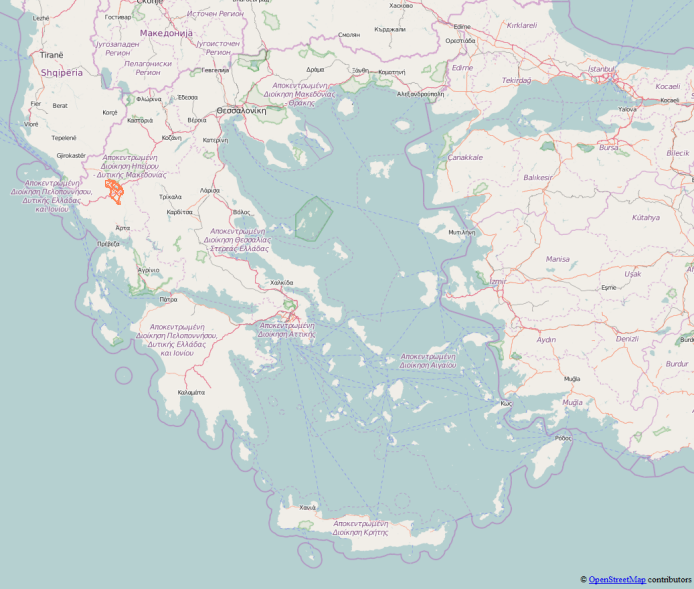 Скопје
Lezhë
Гостивар
Источен Регион
Македонија
Југозападен
Регион
Југоисточен
Регион
Пелагониски
Регион
Tiranë
Shqipëria
Гевгелија
Fier
Berat
Vlorë
Korçë
Tepelenë
Gjirokastër
Φλώρινα
Έδεσσα
Καστοριά
Βέροια
Θεσσαλονίκη
Κοζάνη
Κατερίνη
Хасково
Смолян
Кърджали
Edirne
Ορεστιάδα
Kırklareli
Δράμα
Ξάνθη
Κομοτηνή
Αποκεντρωμένη
Διοίκηση Μακεδονίας
Θράκης
Αλεξανδρούπολη
Edirne
Tekirdağ
İstanbul
Kocaeli
Yalova
Kocaeli
Bursa
Bilecik
Çanakkale
Balıkesir
Kütahya
Αποκεντρωμένη
Διοίκηση Ηπείρου
Δυτικής Μακεδονίας
Αποκεντρωμένη
Διοίκηση Πελοποννήσου,
Δυτικής Ελλάδας
και Ιονίου
Τρίκαλα
Λάρισα
Καρδίτσα
Βόλος
Άρτα
Πρέβεζα
Αποκεντρωμένη
Διοίκηση Θεσσαλίας
Στερεάς Ελλάδας
Μυτιλήνη
Manisa
Uşak
Αγρίνιο
Χαλκίδα
İzmir
Eşme
Πάτρα
Αποκεντρωμένη
Διοίκηση Πελοποννήσου,
Δυτικής Ελλάδας
και Ιονίου
Αποκεντρωμένη
Διοίκηση Αττικής
Aydın
Denizli
Burdur
Burdur
Αποκεντρωμένη
Διοίκηση Αιγαίου
Καλαμάτα
Muğla
Muğla
Κως
Ρόδος
Χανιά
Αποκεντρωμένη
Διοίκηση Κρήτης
© OpenStreetMap contributors